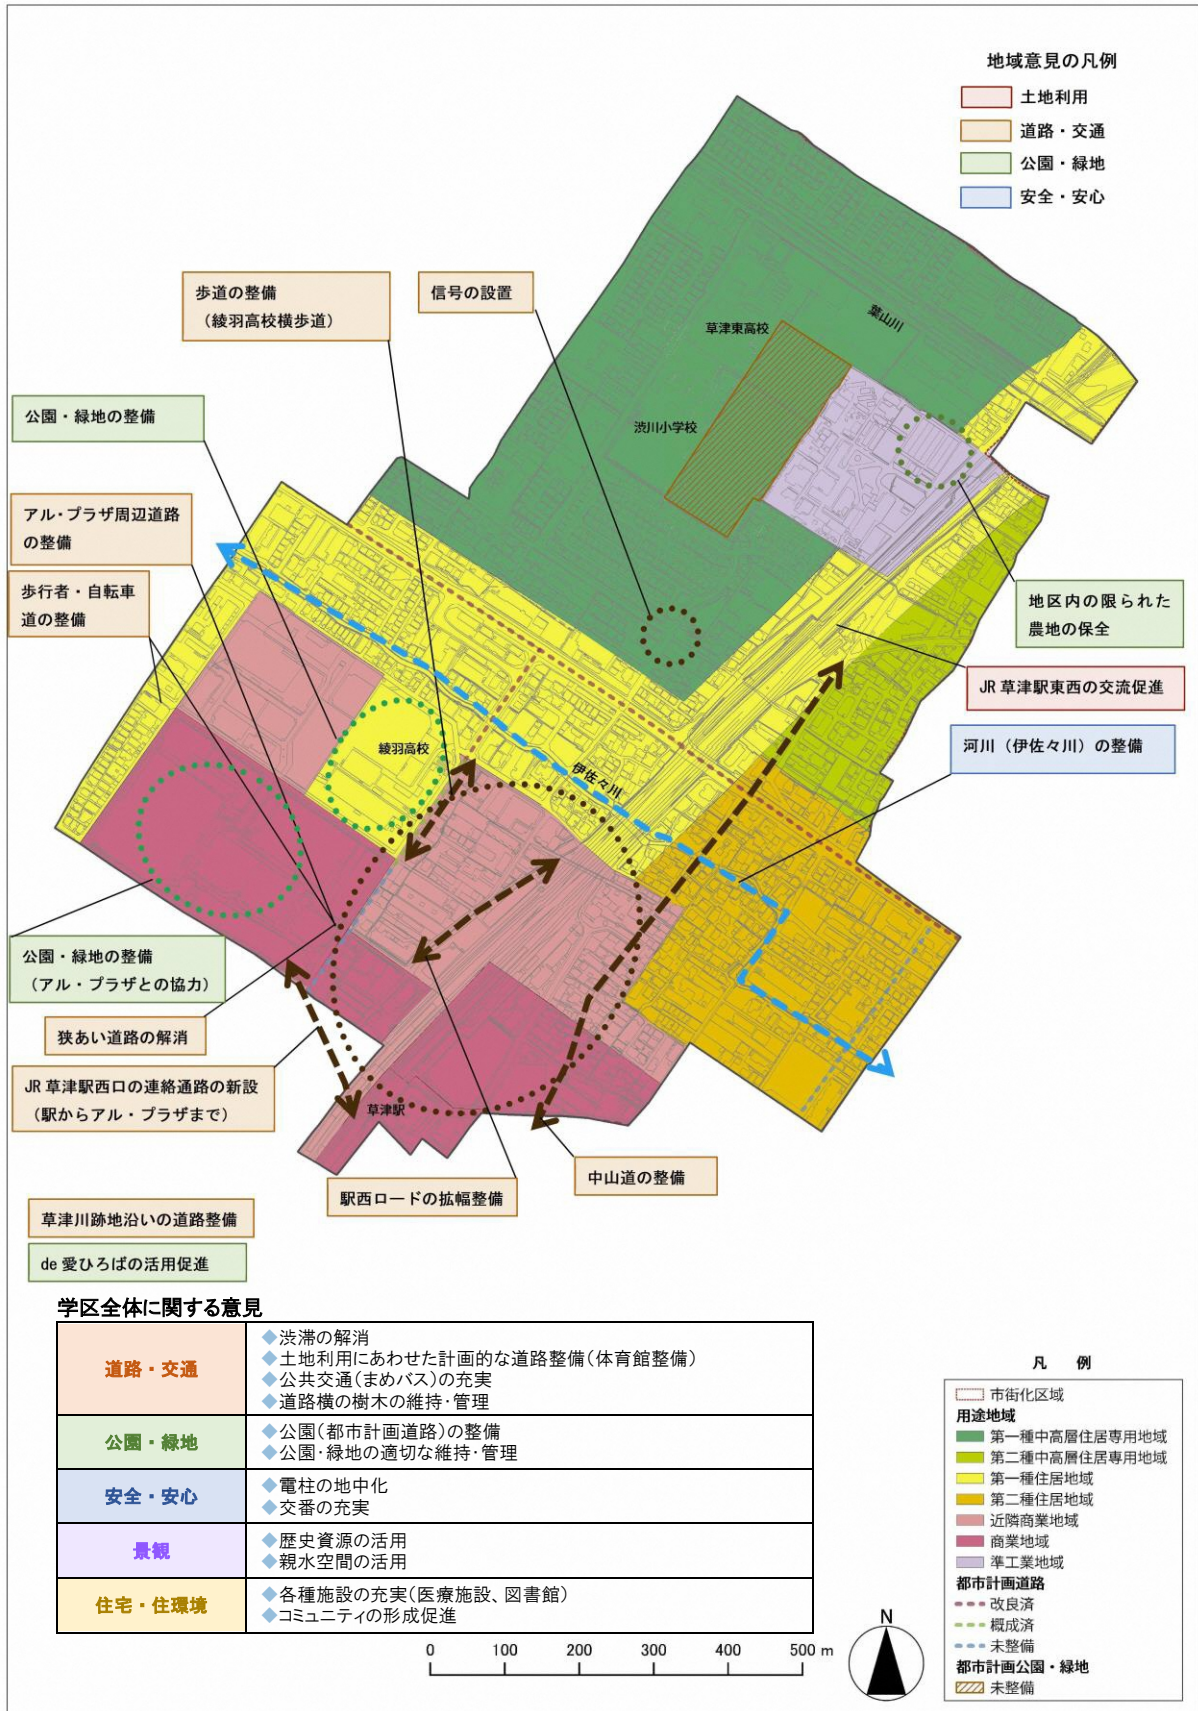 地域意見の凡例
土地利用
道路・交通
公園・緑地
安全・安心
歩道の整備
（綾羽高校横歩道）
信号の設置
草津東高校
葉山川
渋川小学校
公園・緑地の整備
アル・プラザ周辺道路
の整備
歩行者・自転車
道の整備
地区内の限られた
農地の保全
JR 草津駅東西の交流促進
河川（伊佐々川）の整備
綾羽高校
伊佐々川
公園・緑地の整備
（アル・プラザとの協力）
狭あい道路の解消
JR 草津駅西口の連絡通路の新設
（駅からアル・プラザまで）
草津駅
駅西ロードの拡幅整備
中山道の整備
草津川跡地沿いの道路整備
de 愛ひろばの活用促進
学区全体に関する意見
道路・交通
◆渋滞の解消
◆土地利用にあわせた計画的な道路整備（体育館整備）
◆公共交通（まめバス）の充実
◆道路横の樹木の維持・管理
公園・緑地
◆公園（都市計画道路）の整備
◆公園・緑地の適切な維持・管理
安全・安心
◆電柱の地中化
◆交番の充実
景観
◆歴史資源の活用
◆親水空間の活用
住宅・住環境
◆各種施設の充実（医療施設、図書館）
◆コミュニティの形成促進
凡 例
市街化区域
用途地域
第一種中高層住居専用地域
第二種中高層住居専用地域
第一種住居地域
第二種住居地域
近隣商業地域
商業地域
準工業地域
都市計画道路
改良済
概成済
未整備
都市計画公園・緑地
未整備
0 100 200 300 400 500 m
N